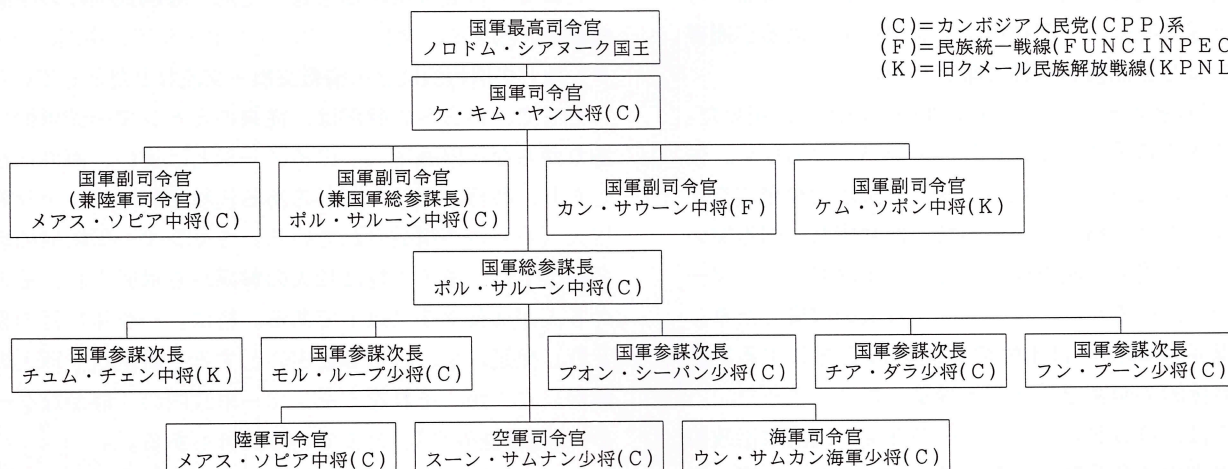 国軍最高司令官
ノロドム・シアヌーク国王
(C)=カンボジア人民党(CPP)系
(F)=民族統一戦線(FUNCINPEC
(K)=旧クメール民族解放戦線(KPNL
国軍司令官
ケ・キム・ヤン大将(C)
国軍副司令官
(兼陸軍司令官)
メアス・ソピア中将(C)
国軍副司令官
(兼国軍総参謀長)
ポル・サルーン中将(C)
国軍副司令官
カン・サウーン中将(F)
国軍副司令官
ケム・ソポン中将(K)
国軍総参謀長
ポル・サルーン中将(C)
国軍参謀次長
チュム・チェン中将(K)
国軍参謀次長
モル・ループ少将(C)
国軍参謀次長
プオン・シーパン少将(C)
国軍参謀次長
チア・ダラ少将(C)
国軍参謀次長
フン・プーン少将(C)
陸軍司令官
メアス・ソピア中将(C)
空軍司令官
スーン・サムナン少将(C)
海軍司令官
ウン・サムカン海軍少将(C)